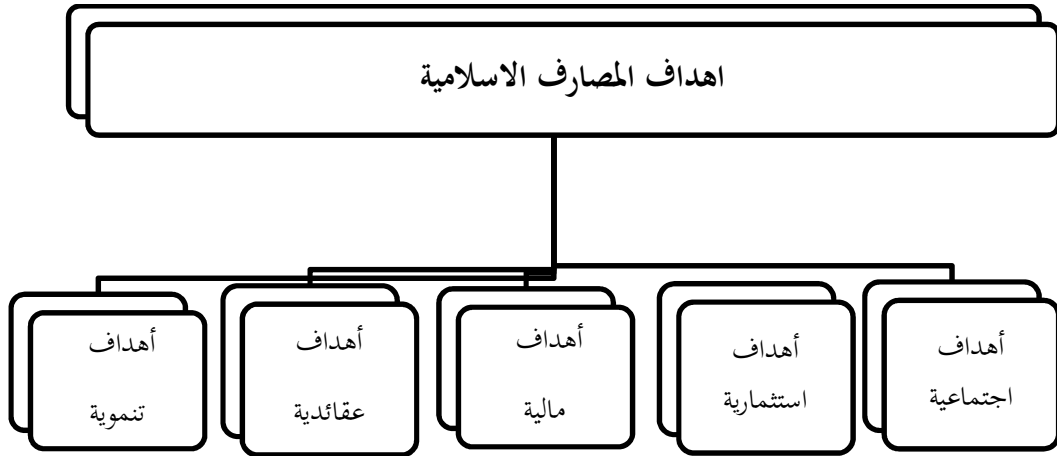 اهداف المصارف الاسلامية
أهداف
اجتماعية
أهداف
استثمارية
أهداف
مالية
أهداف
عقائدية
أهداف
تنموية